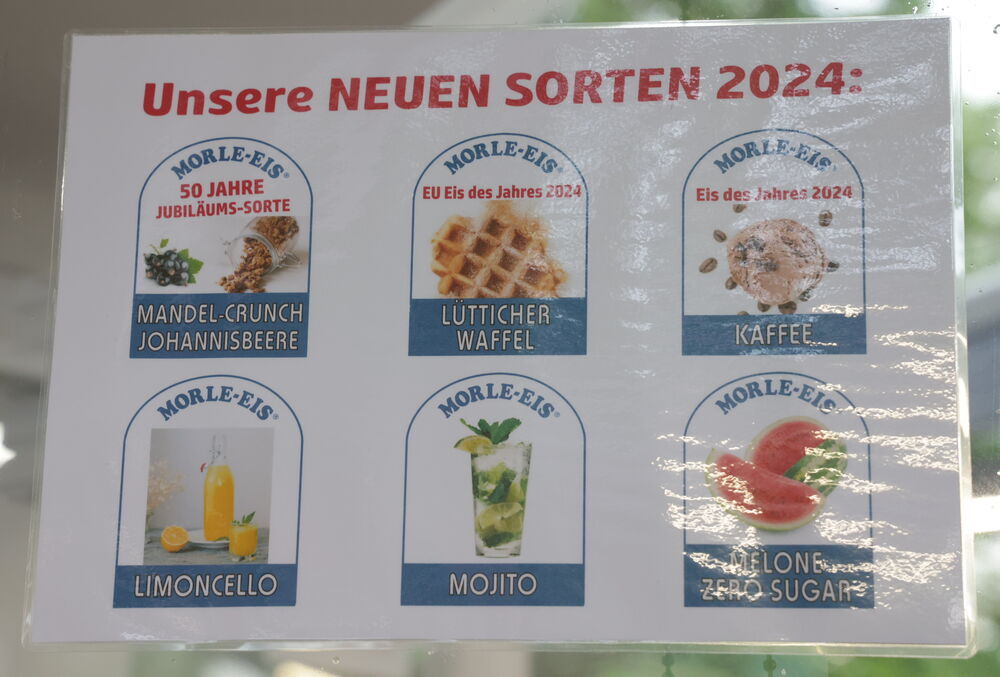 Unsere NEUEN SORTEN 2024:
MORLE-EIS®
50 JAHRE
JUBILÄUMS-SORTE
MANDEL-CRUNCH
JOHANNISBEERE
MORLE-EIS®
EU Eis des Jahres 2024
LÜTTICHER
WAFFEL
MORLE-EIS®
Eis des Jahres 2024
KAFFEE
MORLE-EIS®
LIMONCELLO
MORLE-EIS®
MOJITO
MORLE-EIS®
MELONE
ZERO SUGAR